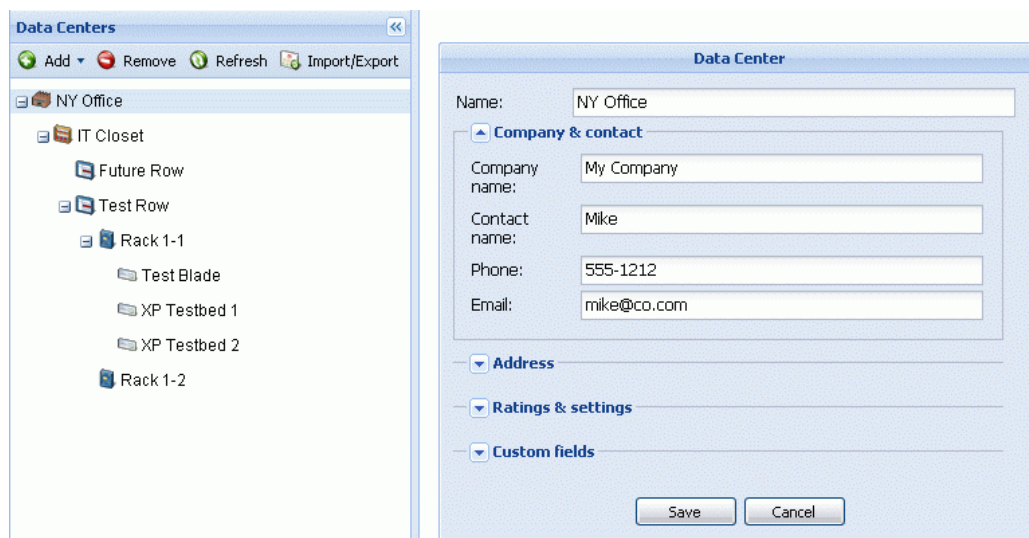 Data Centers
Add Remove Refresh Import/Export
NY Office
IT Closet
Future Row
Test Row
Rack 1-1
Test Blade
XP Testbed 1
XP Testbed 2
Rack 1-2
Data Center
Name: NY Office
Company & contact
Company name: My Company
Contact name: Mike
Phone: 555-1212
Email: mike@co.com
Address
Ratings & settings
Custom fields
Save Cancel